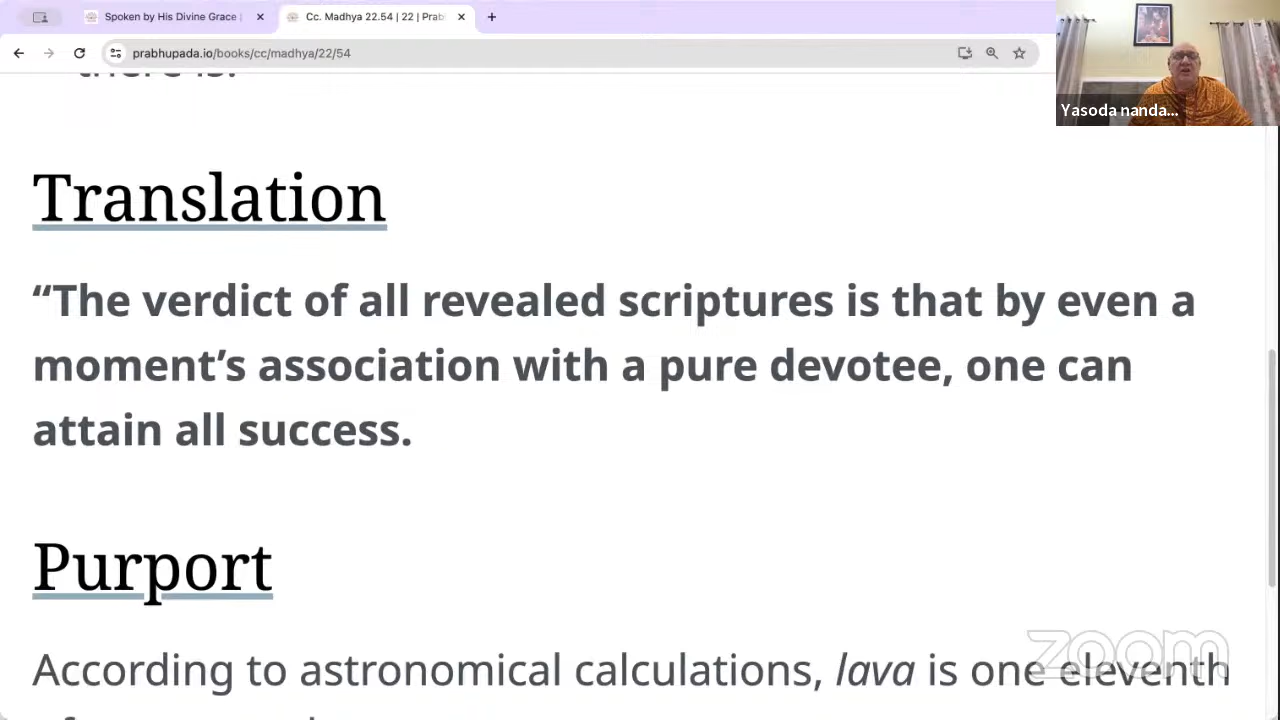 Spoken by His Divine Grace |
Cc. Madhya 22.54 | 22 | Prab
prabhupada.io/books/cc/madhya/22/54
Yasoda nanda...
there is.
Translation
“The verdict of all revealed scriptures is that by even a
moment’s association with a pure devotee, one can
attain all success.
Purport
According to astronomical calculations, lava is one eleventh
zoom